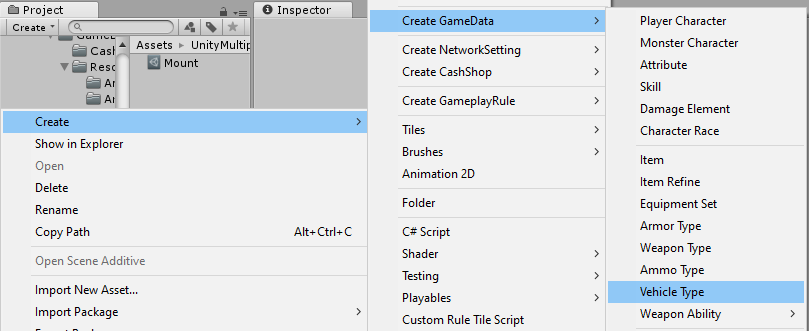 Project
Inspector
Create
Assets ▸ UnityMultip
Cas
Mount
Reso
An
Create
Show in Explorer
Open
Delete
Rename
Copy Path Alt+Ctrl+C
Open Scene Additive
Import New Asset...
Import Package
Create GameData
Create NetworkSetting
Create CashShop
Create GameplayRule
Tiles
Brushes
Animation 2D
Folder
C# Script
Shader
Testing
Playables
Custom Rule Tile Script
Player Character
Monster Character
Attribute
Skill
Damage Element
Character Race
Item
Item Refine
Equipment Set
Armor Type
Weapon Type
Ammo Type
Vehicle Type
Weapon Ability